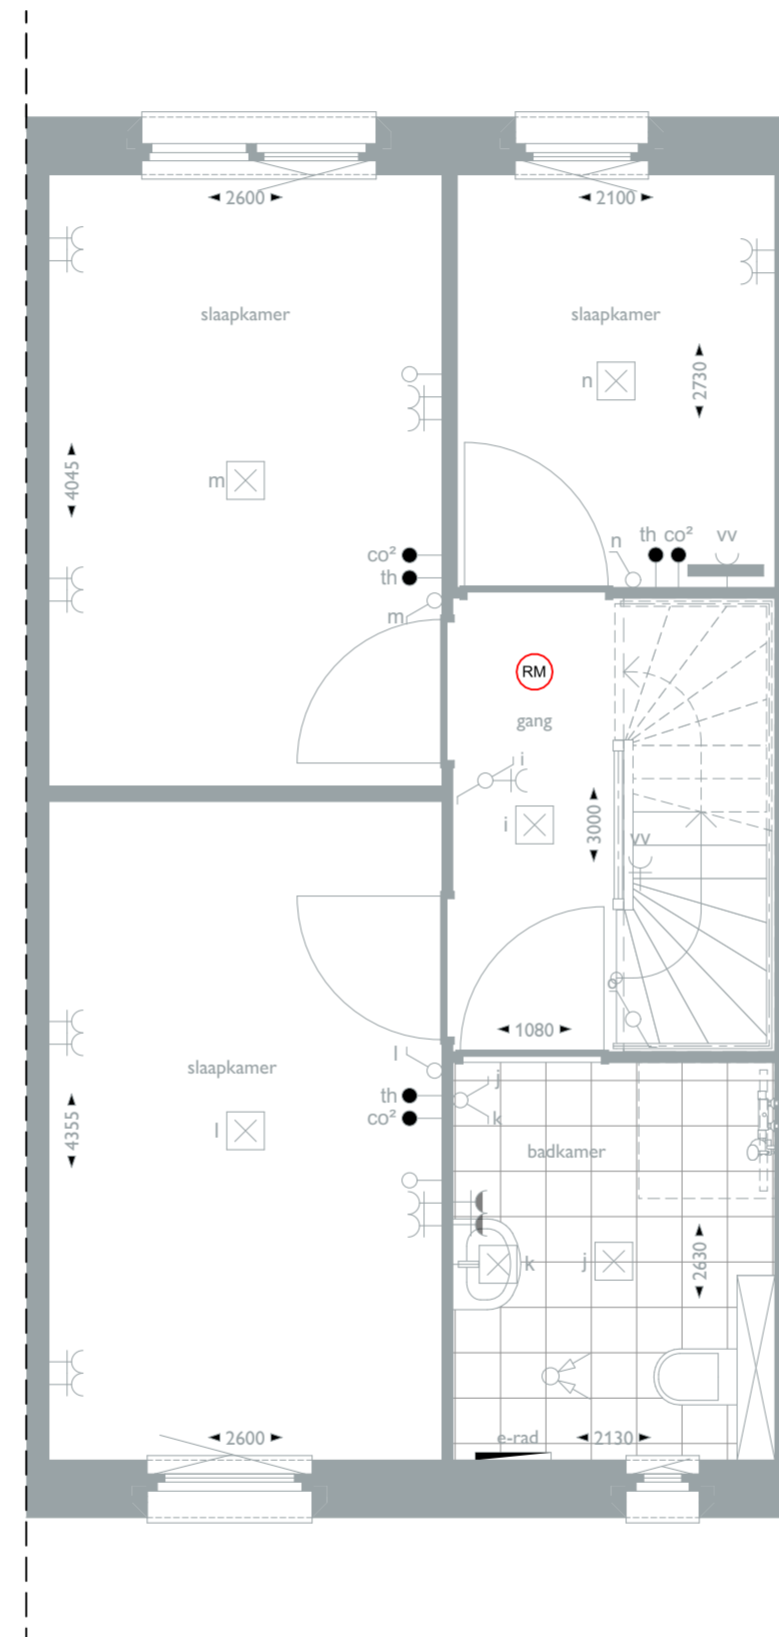 2600
2100
slaapkamer
slaapkamer
n
2730
m
4045
n
th
co²
vv
co²
th
m
RM
gang
i
i
3000
vv
o
1080
l
slaapkamer
th
co²
l
4355
j
k
badkamer
k
j
2630
2600
e-rad
2130